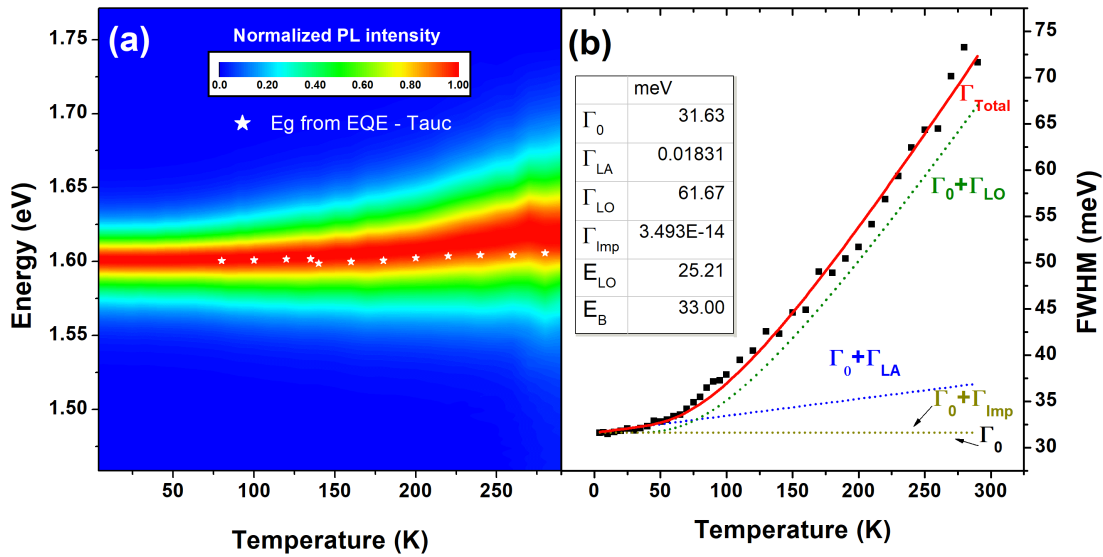 (a)
Normalized PL intensity
0.0 0.20 0.40 0.60 0.80 1.00
Eg from EQE - Tauc
1.75
1.70
1.65
1.60
1.55
1.50
Energy (eV)
50 100 150 200 250
Temperature (K)
(b)
meV
Γ0 31.63
ΓLA 0.01831
ΓLO 61.67
ΓImp 3.493E-14
ELO 25.21
EB 33.00
ΓTotal
Γ0+ΓLO
Γ0+ΓLA
Γ0+ΓImp
Γ0
75
70
65
60
55
50
45
40
35
30
FWHM (meV)
0 50 100 150 200 250 300
Temperature (K)